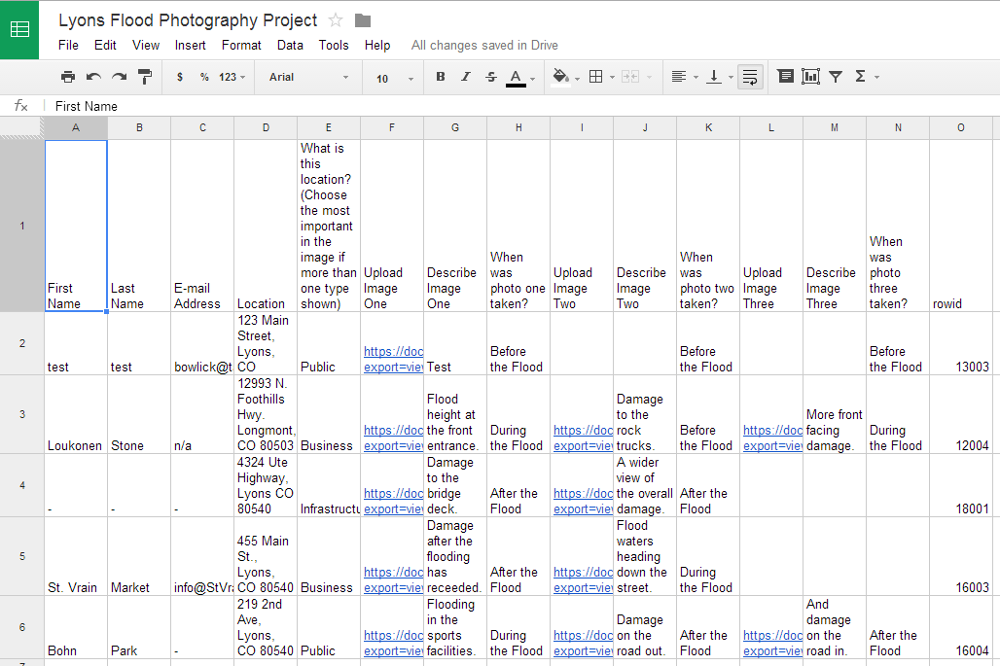 Lyons Flood Photography Project
File Edit View Insert Format Data Tools Help All changes saved in Drive
$ % 123 Arial 10 B I S A Σ
fx First Name
A B C D E F G H I J K L M N O
1
First
Name
Last
Name
E-mail
Address
Location
What is
this
location?
(Choose
the most
important
in the
image if
more than
one type
shown)
Upload
Image
One
Describe
Image
One
When
was
photo one
taken?
Upload
Image
Two
Describe
Image
Two
When
was
photo two
taken?
Upload
Image
Three
Describe
Image
Three
When
was
photo
three
taken?
rowid
2
test
test
bowlick@t
123 Main
Street,
Lyons,
CO
Public
https://doc
export=vie
Test
Before
the Flood
Before
the Flood
Before
the Flood
13003
3
Loukonen
Stone
n/a
12993 N.
Foothills
Hwy.
Longmont,
CO 80503
Business
https://doc
export=vie
Flood
height at
the front
entrance.
During
the Flood
https://doc
export=vie
Damage
to the
rock
trucks.
Before
the Flood
https://doc
export=vie
More front
facing
damage.
During
the Flood
12004
4
-
-
-
4324 Ute
Highway,
Lyons CO
80540
Infrastructu
https://doc
export=vie
Damage
to the
bridge
deck.
After the
Flood
https://doc
export=vie
A wider
view of
the overall
damage.
After the
Flood
18001
5
St. Vrain
Market
info@StVr
455 Main
St.,
Lyons,
CO 80540
Business
https://doc
export=vie
Damage
after the
flooding
has
receeded.
After the
Flood
https://doc
export=vie
Flood
waters
heading
down the
street.
During
the Flood
16003
6
Bohn
Park
-
219 2nd
Ave,
Lyons,
CO 80540
Public
https://doc
export=vie
Flooding
in the
sports
facilities.
During
the Flood
https://doc
export=vie
Damage
on the
road out.
After the
Flood
https://doc
export=vie
And
damage
on the
road in.
After the
Flood
16004